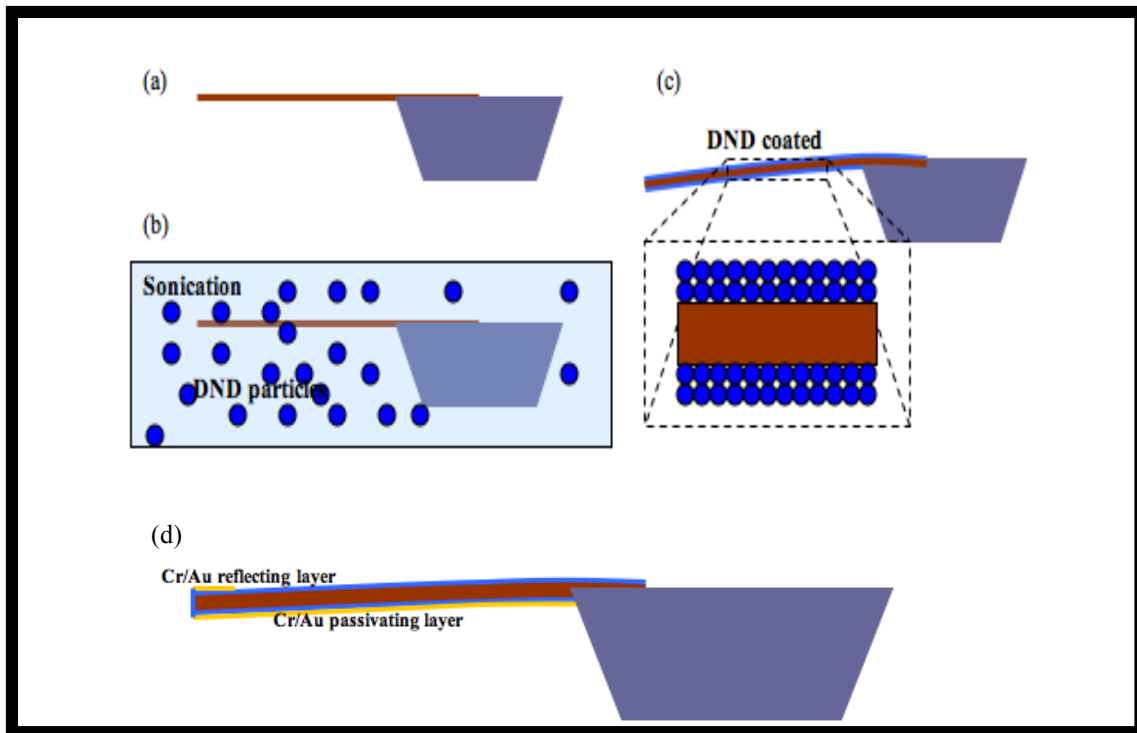 (a)
(c)
DND coated
(b)
Sonication
DND particles
(d)
Cr/Au reflecting layer
Cr/Au passivating layer